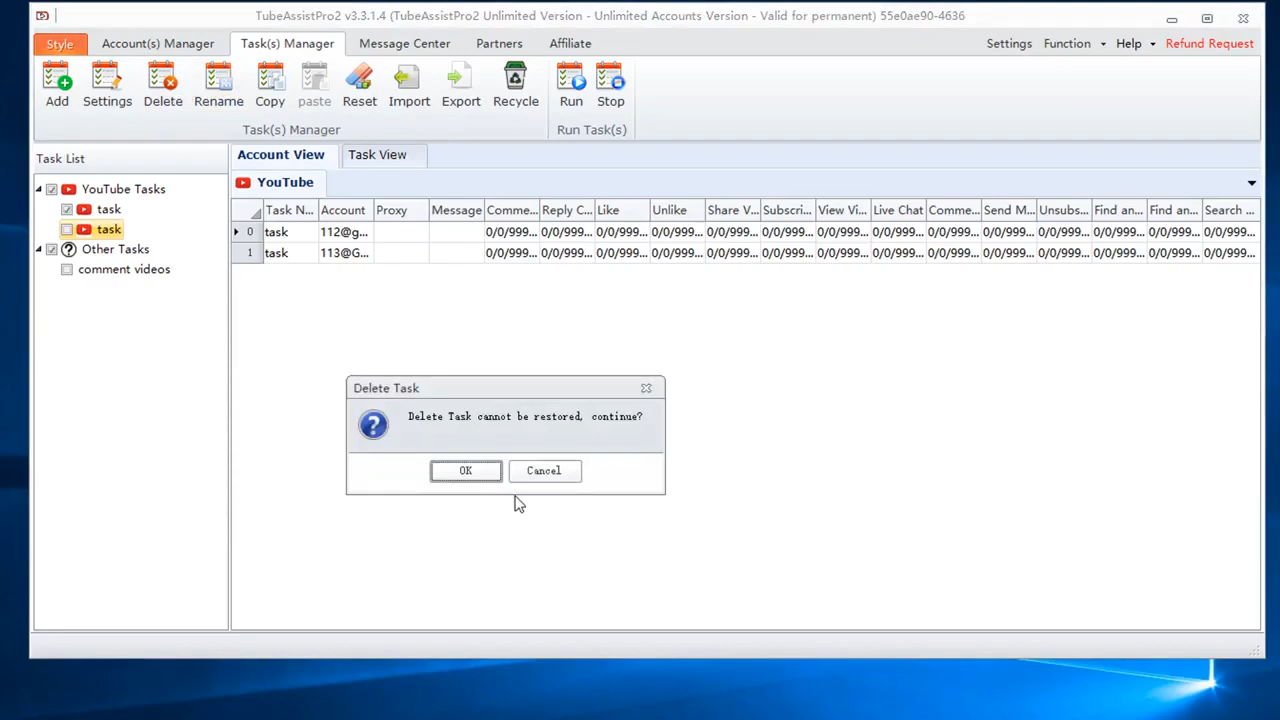 TubeAssistPro2 v3.3.1.4 (TubeAssistPro2 Unlimited Version - Unlimited Accounts Version - Valid for permanent) 55e0ae90-4636
Style Account(s) Manager Task(s) Manager Message Center Partners Affiliate Settings Function Help Refund Request
Add Settings Delete Rename Copy paste Reset Import Export Recycle Run Stop
Task(s) Manager Run Task(s)
Task List Account View Task View
YouTube Tasks YouTube
task Task N... Account Proxy Message Comme... Reply C... Like Unlike Share V... Subscri... View Vi... Live Chat Comme... Send M... Unsubs... Find an... Find an... Search ...
task 0 task 112@g... 0/0/999... 0/0/999... 0/0/999... 0/0/999... 0/0/999... 0/0/999... 0/0/999... 0/0/999... 0/0/999... 0/0/999... 0/0/999... 0/0/999... 0/0/999... 0/0/999...
Other Tasks 1 task 113@G... 0/0/999... 0/0/999... 0/0/999... 0/0/999... 0/0/999... 0/0/999... 0/0/999... 0/0/999... 0/0/999... 0/0/999... 0/0/999... 0/0/999... 0/0/999... 0/0/999...
comment videos
Delete Task
Delete Task cannot be restored, continue?
OK Cancel